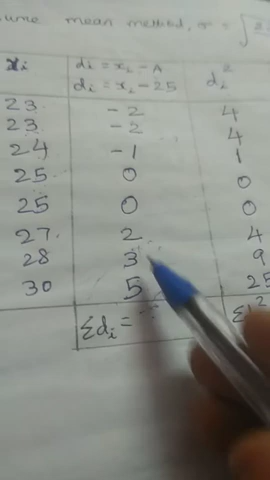 mean method, σ =
xi di = xi - A di²
di = xi - 25
23 -2 4
23 -2 4
24 -1 1
25 0 0
25 0 0
27 2 4
28 3 9
30 5 25
Σdi =